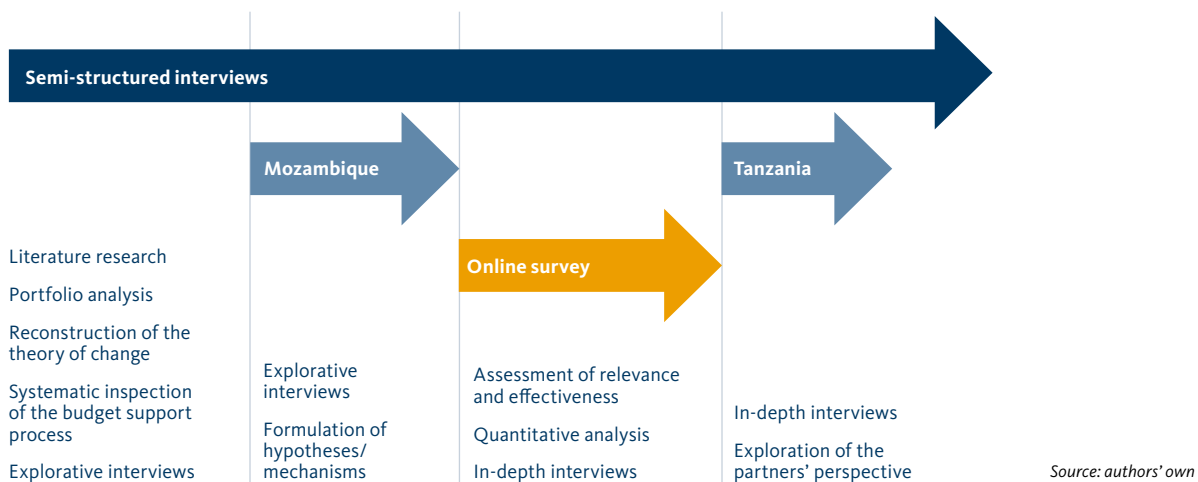 Semi-structured interviews
Mozambique
Tanzania
Online survey
Literature research
Portfolio analysis
Reconstruction of the
theory of change
Systematic inspection
of the budget support
process
Explorative interviews
Explorative
interviews
Formulation of
hypotheses/
mechanisms
Assessment of relevance
and effectiveness
Quantitative analysis
In-depth interviews
In-depth interviews
Exploration of the
partners’ perspective
Source: authors’ own